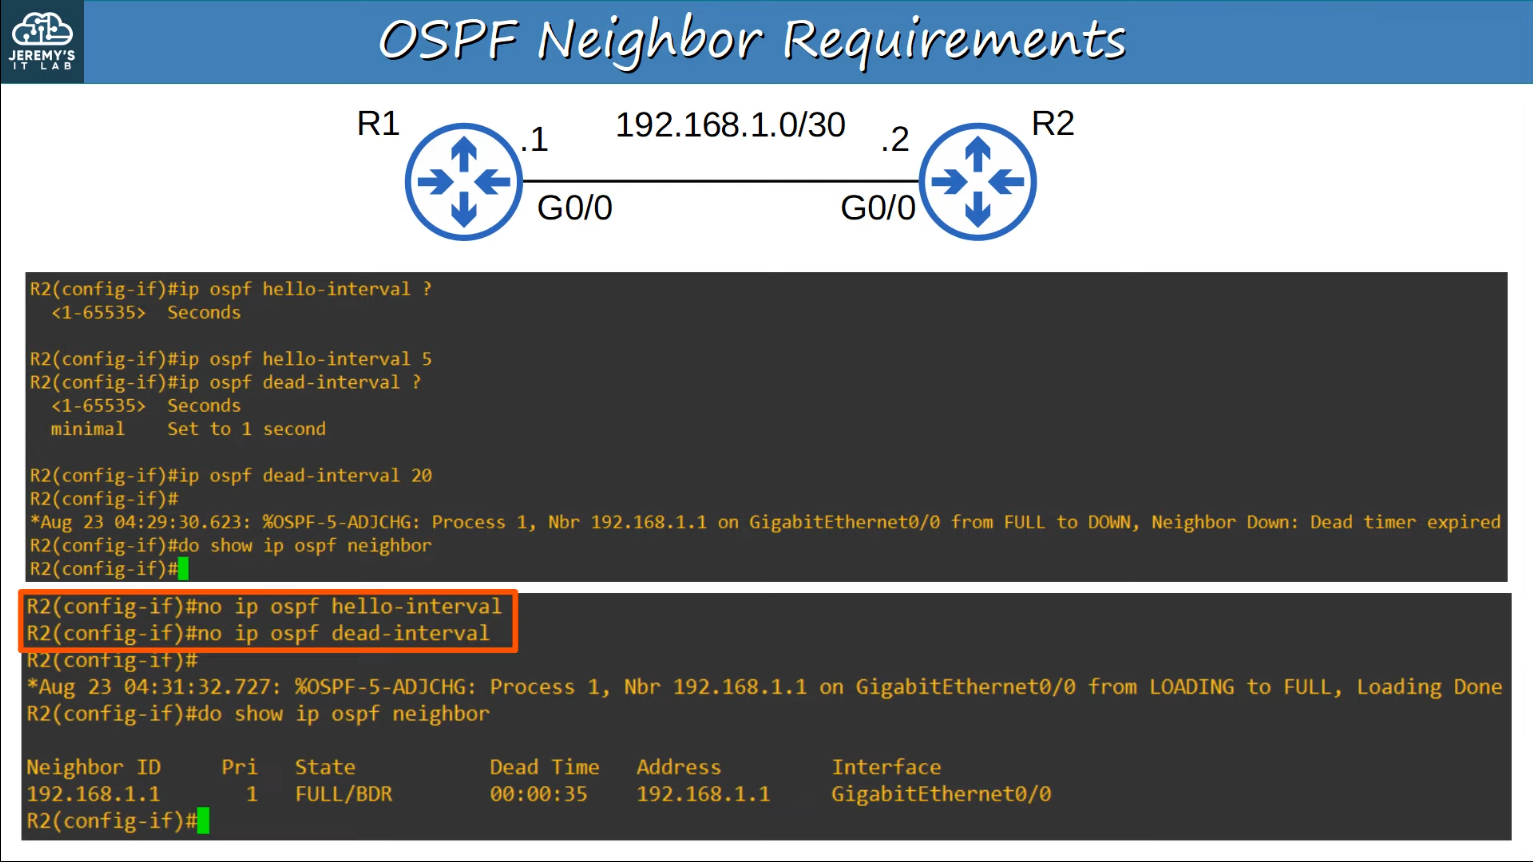 JEREMY'S
IT LAB
OSPF Neighbor Requirements
R1
.1
192.168.1.0/30
.2
R2
G0/0
G0/0
R2(config-if)#ip ospf hello-interval ?
<1-65535>  Seconds
R2(config-if)#ip ospf hello-interval 5
R2(config-if)#ip ospf dead-interval ?
<1-65535>  Seconds
minimal    Set to 1 second
R2(config-if)#ip ospf dead-interval 20
R2(config-if)#
*Aug 23 04:29:30.623: %OSPF-5-ADJCHG: Process 1, Nbr 192.168.1.1 on GigabitEthernet0/0 from FULL to DOWN, Neighbor Down: Dead timer expired
R2(config-if)#do show ip ospf neighbor
R2(config-if)#
R2(config-if)#no ip ospf hello-interval
R2(config-if)#no ip ospf dead-interval
R2(config-if)#
*Aug 23 04:31:32.727: %OSPF-5-ADJCHG: Process 1, Nbr 192.168.1.1 on GigabitEthernet0/0 from LOADING to FULL, Loading Done
R2(config-if)#do show ip ospf neighbor
Neighbor ID     Pri   State           Dead Time   Address         Interface
192.168.1.1       1   FULL/BDR        00:00:35    192.168.1.1     GigabitEthernet0/0
R2(config-if)#